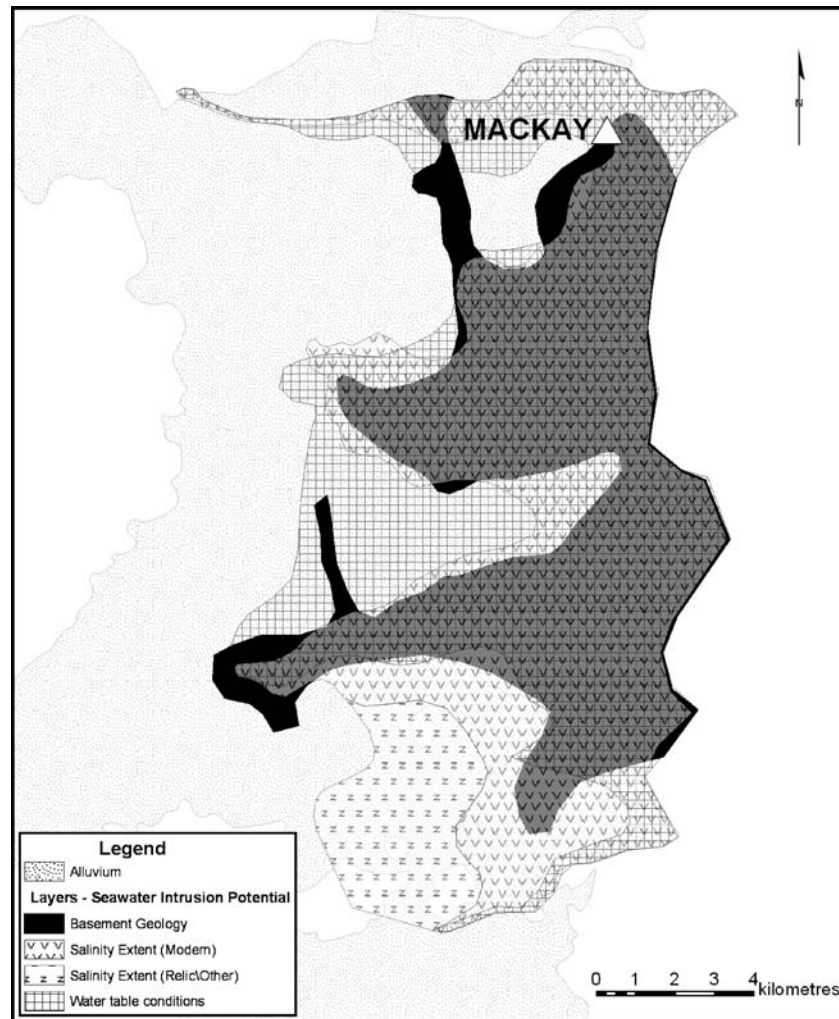 N
MACKAY
Legend
Alluvium
Layers - Seawater Intrusion Potential
Basement Geology
Salinity Extent (Modern)
Salinity Extent (Relic\Other)
Water table conditions
0 1 2 3 4
kilometres